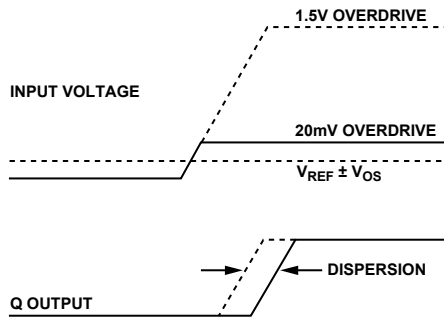 1.5V OVERDRIVE
INPUT VOLTAGE
20mV OVERDRIVE
VREF ± VOS
DISPERSION
Q OUTPUT